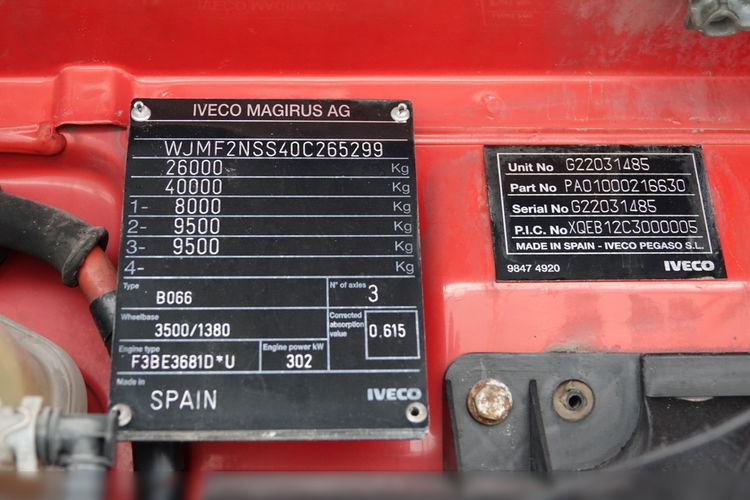 IVECO MAGIRUS AG
WJMF2NSS40C265299
26000 Kg
40000 Kg
1- 8000 Kg
2- 9500 Kg
3- 9500 Kg
4- Kg
Type B066
N° of axles 3
Wheelbase 3500/1380
Corrected absorption value 0.615
Engine type F3BE3681D*U
Engine power kW 302
Made in SPAIN
IVECO
Unit No G22031485
Part No PA01000216630
Serial No G22031485
P.I.C. No XQEB12C3000005
MADE IN SPAIN - IVECO PEGASO S.L.
9847 4920 IVECO